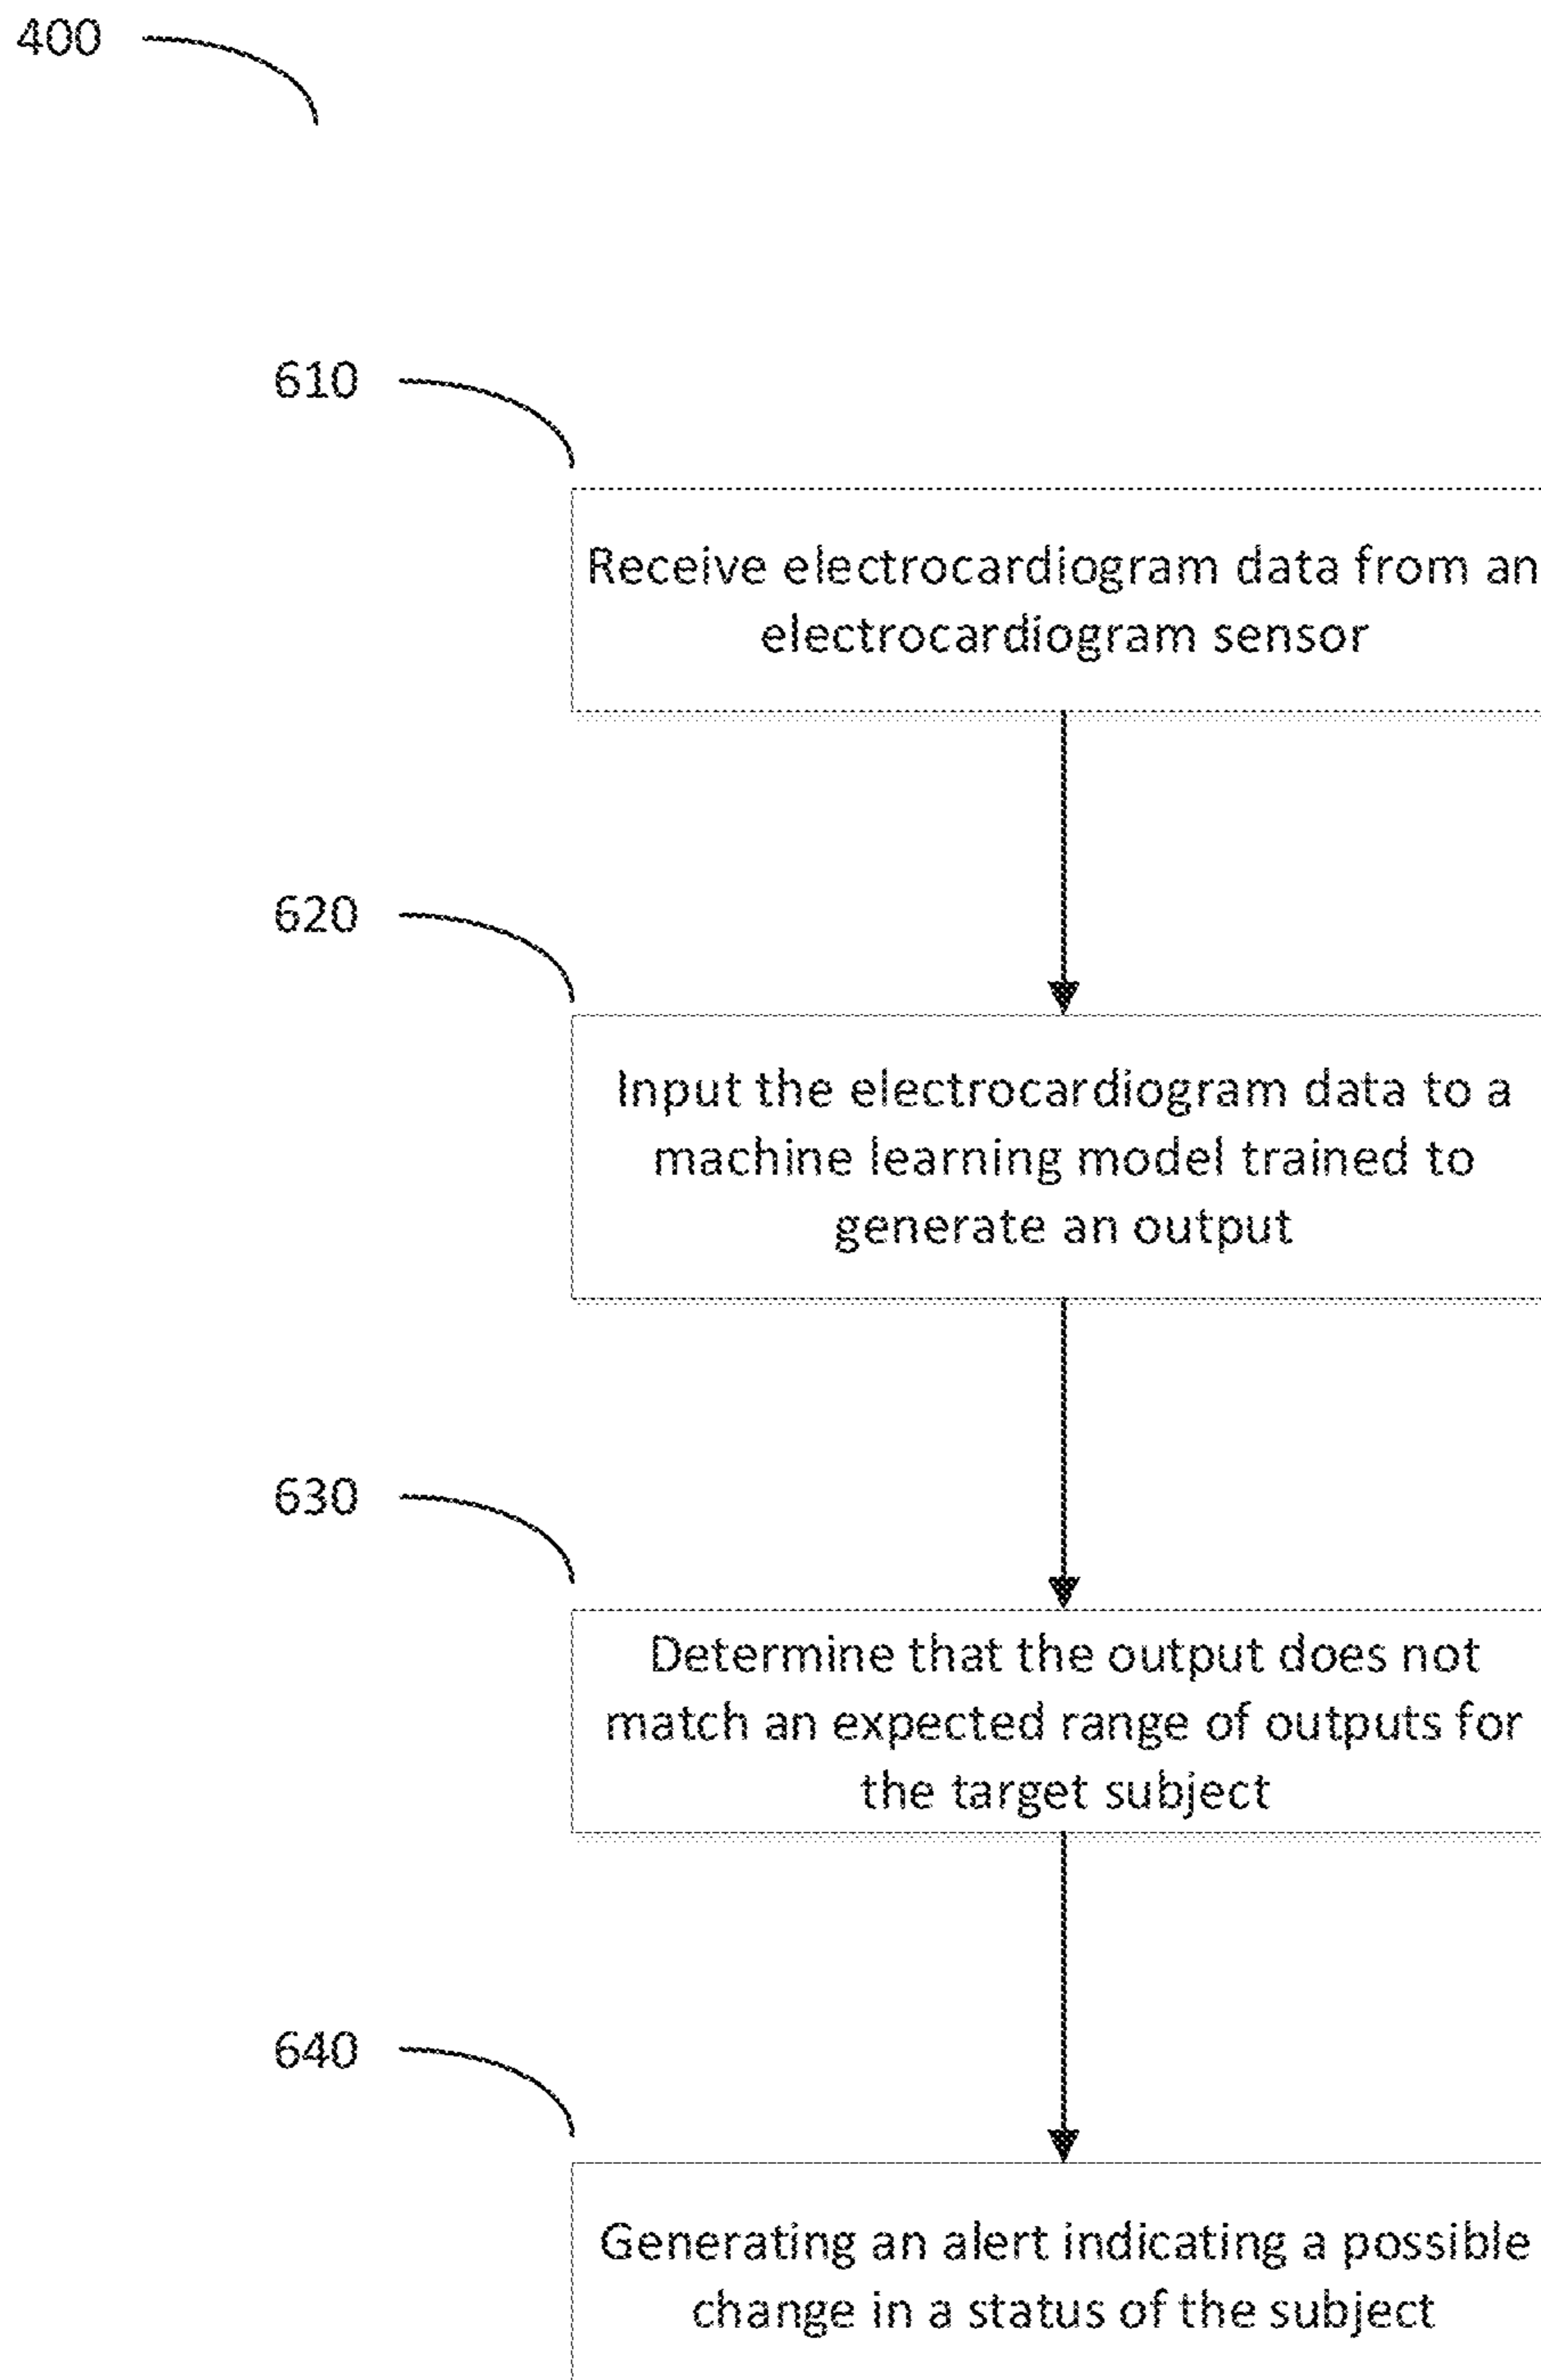 400
610
Receive electrocardiogram data from an
electrocardiogram sensor
620
Input the electrocardiogram data to a
machine learning model trained to
generate an output
630
Determine that the output does not
match an expected range of outputs for
the target subject
640
Generating an alert indicating a possible
change in a status of the subject